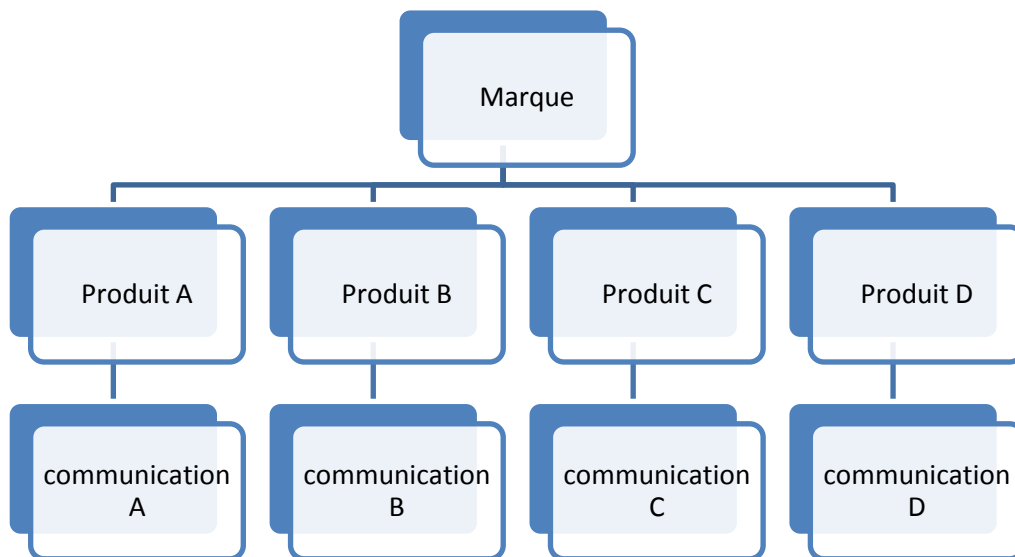 Marque
Produit A
Produit B
Produit C
Produit D
communication
A
communication
B
communication
C
communication
D